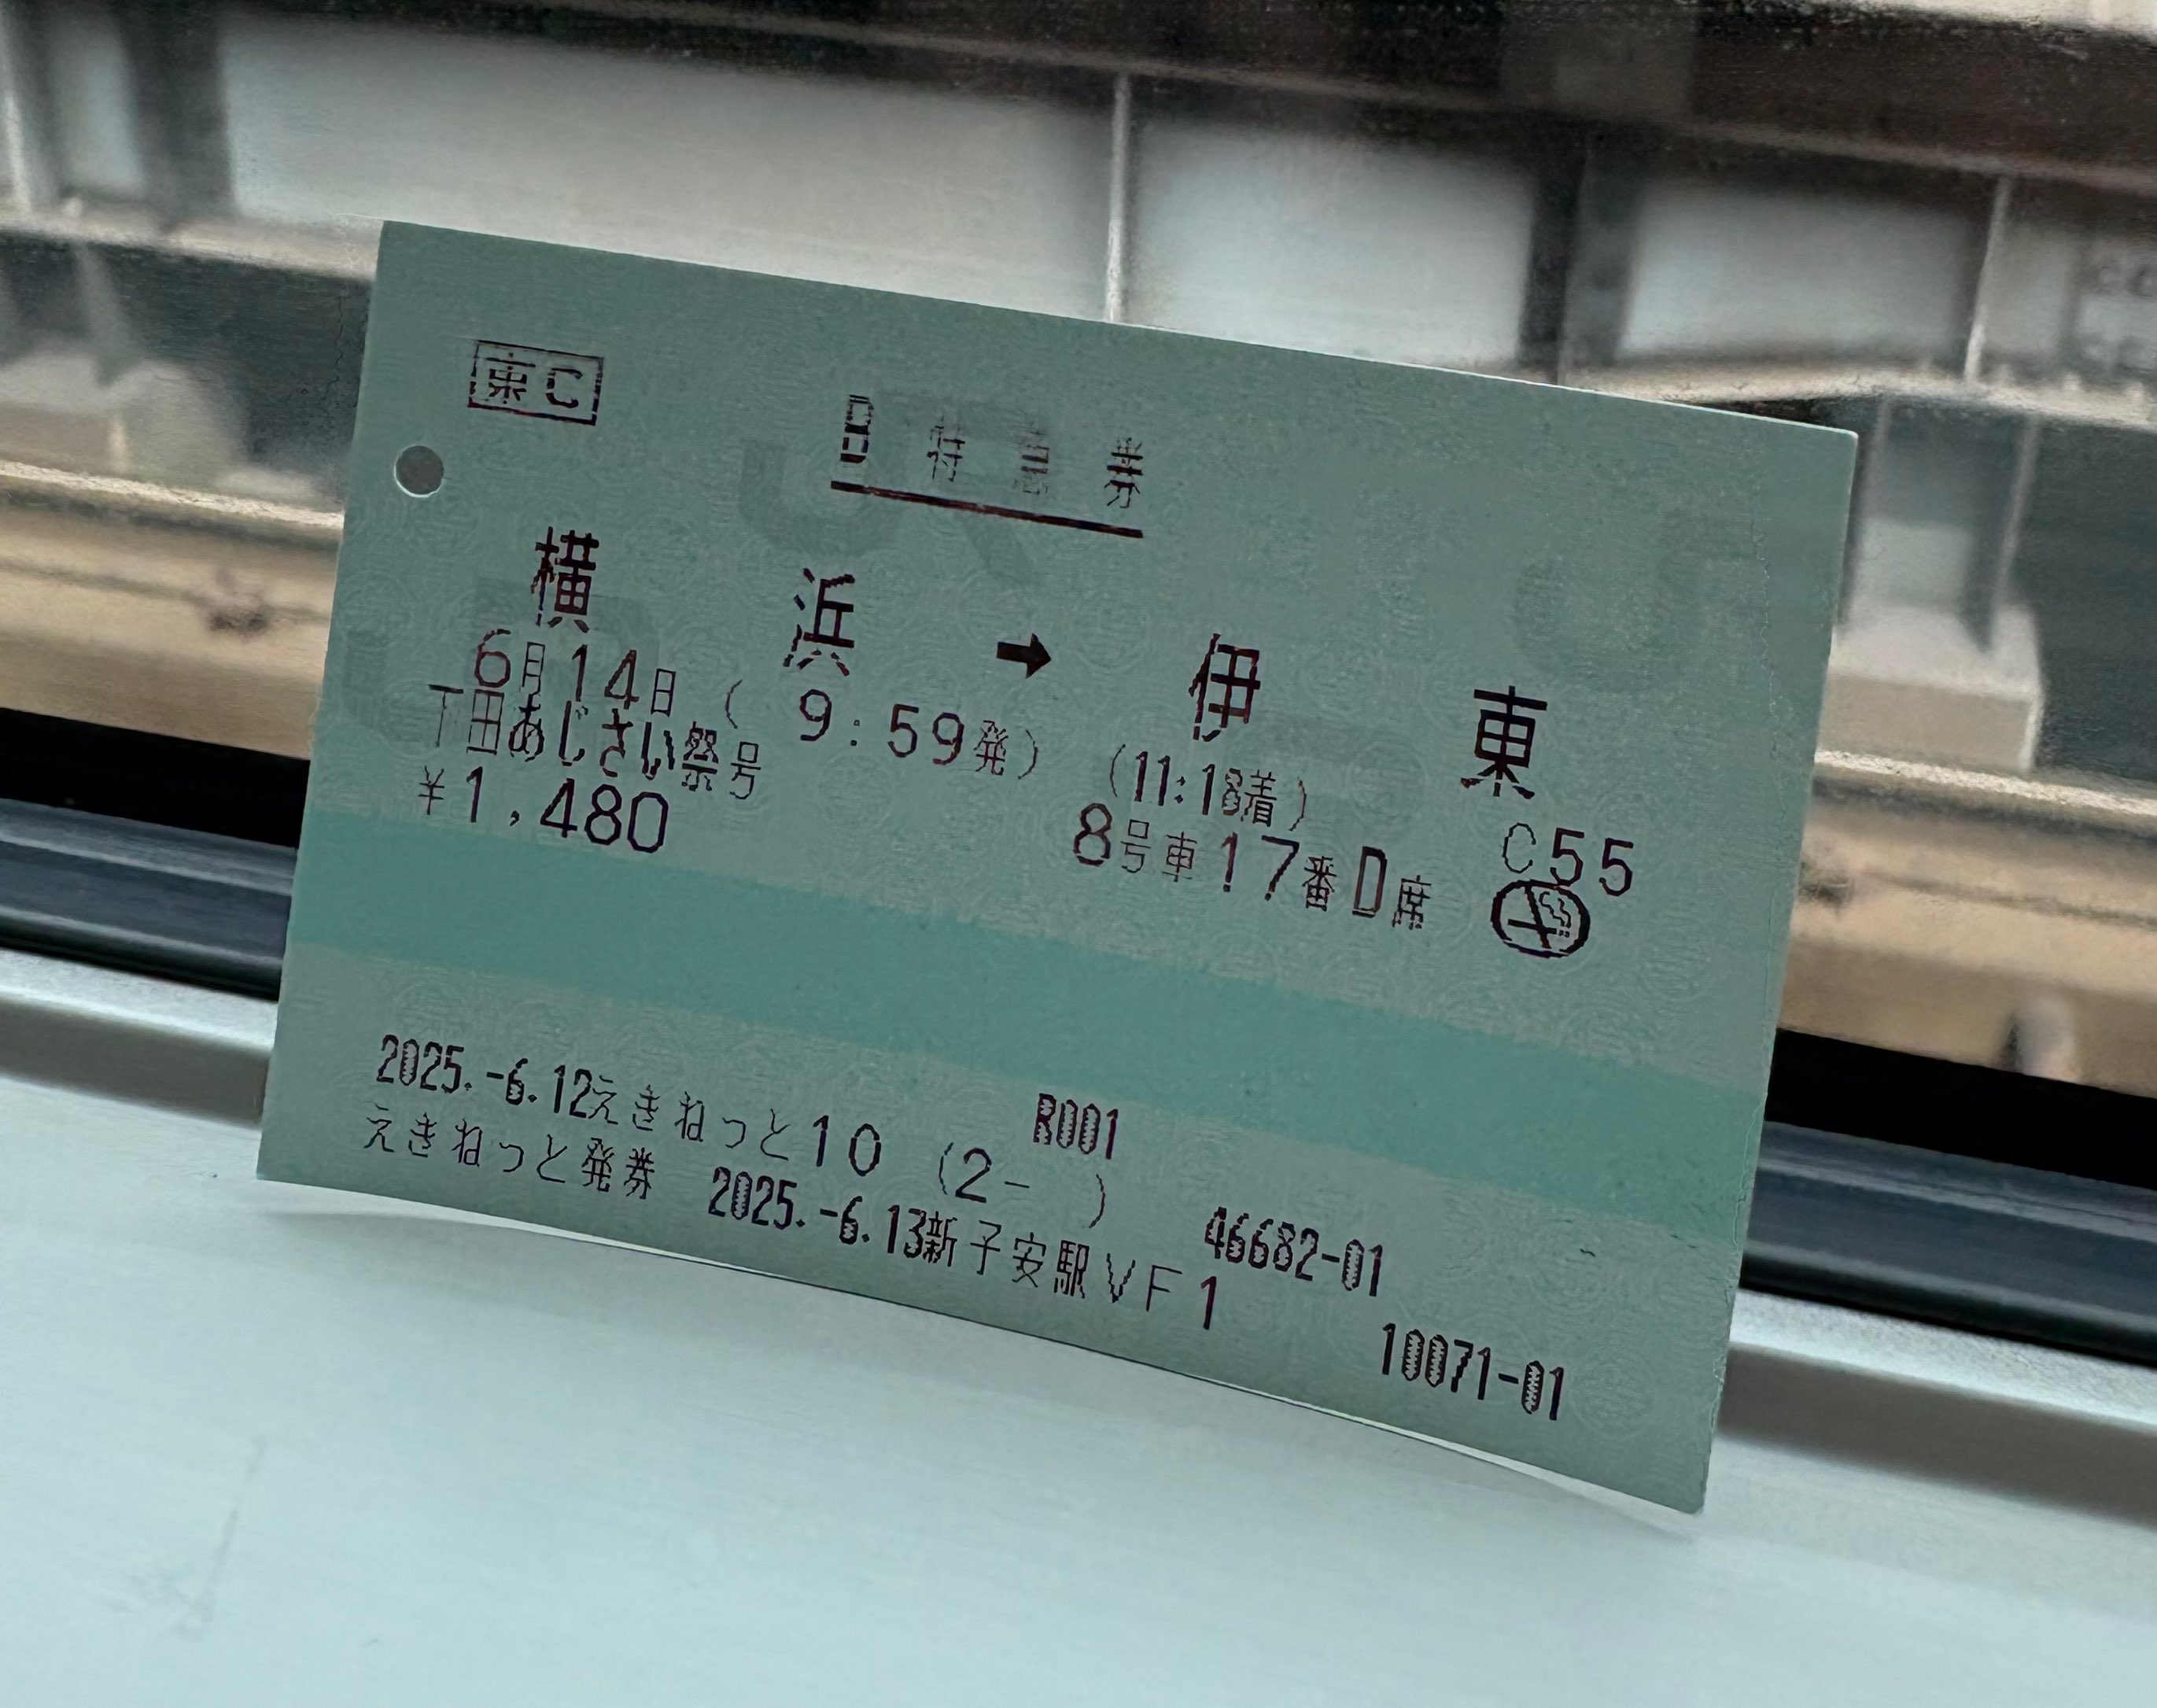 東C
B特急券
横浜 → 伊東
6月14日 ( 9:59発) (11:18着) C55
下田あじさい祭号 8号車17番D席
¥1,480
R001
2025.-6.12えきねっと10 (2- ) 46682-01
えきねっと発券 2025.-6.13新子安駅VF1 10071-01